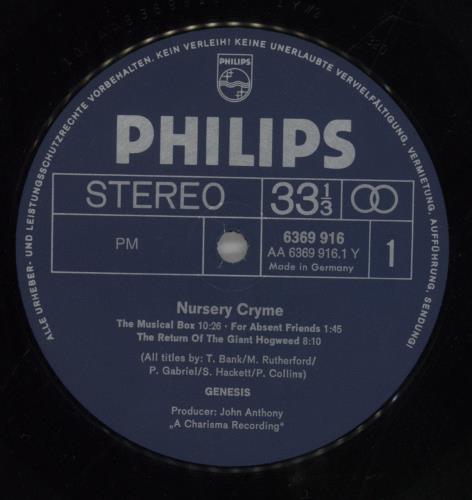 ALLE URHEBER- UND LEISTUNGSSCHUTZRECHTE VORBEHALTEN. KEIN VERLEIH! KEINE UNERLAUBTE VERVIELFÄLTIGUNG, VERMIETUNG, AUFFÜHRUNG, SENDUNG!
PHILIPS
PHILIPS
STEREO 33 1/3
PM
6369 916
AA 6369 916.1 Y
Made in Germany
1
Nursery Cryme
The Musical Box 10:26 · For Absent Friends 1:45
The Return Of The Giant Hogweed 8:10
(All titles by: T. Bank/M. Rutherford/
P. Gabriel/S. Hackett/P. Collins)
GENESIS
Producer: John Anthony
„A Charisma Recording“